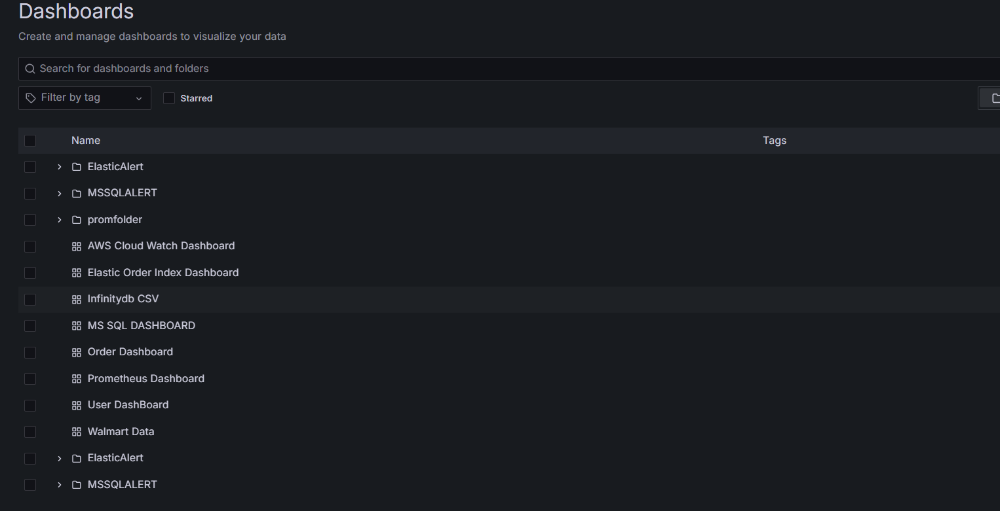 Dashboards
Create and manage dashboards to visualize your data
Search for dashboards and folders
Filter by tag Starred
Name Tags
ElasticAlert
MSSQLALERT
promfolder
AWS Cloud Watch Dashboard
Elastic Order Index Dashboard
Infinitydb CSV
MS SQL DASHBOARD
Order Dashboard
Prometheus Dashboard
User DashBoard
Walmart Data
ElasticAlert
MSSQLALERT